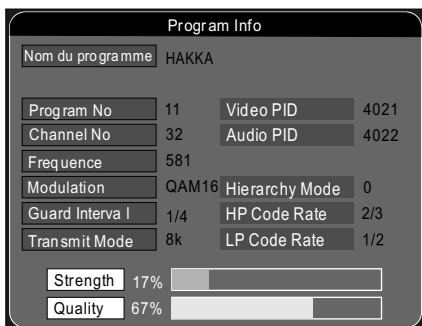 Program Info
Nom du programme HAKKA
Program No 11 Video PID 4021
Channel No 32 Audio PID 4022
Frequence 581
Modulation QAM16 Hierarchy Mode 0
Guard Interva l 1/4 HP Code Rate 2/3
Transmit Mode 8k LP Code Rate 1/2
Strength 17%
Quality 67%